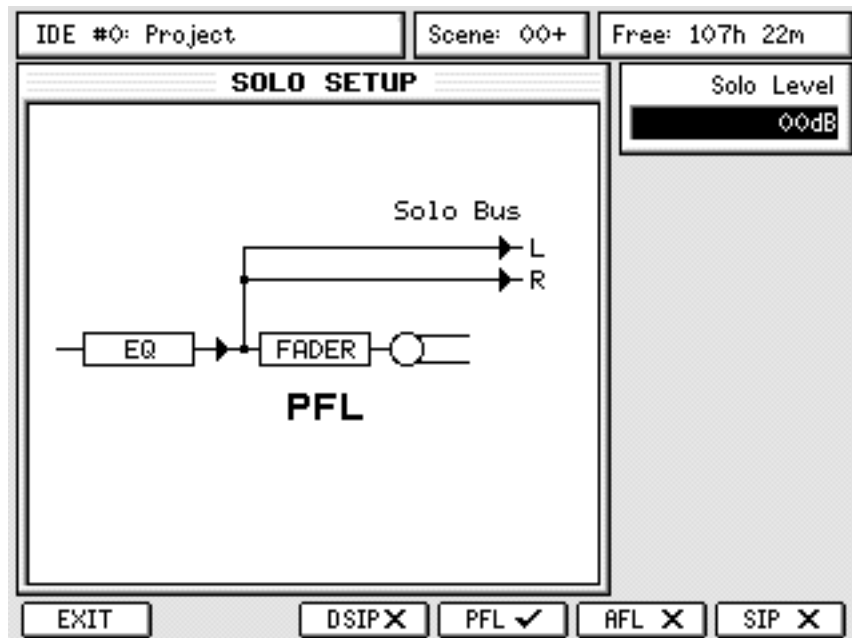 IDE #0: Project
Scene: 00+
Free: 107h 22m
SOLO SETUP
Solo Level
00dB
Solo Bus
L
R
EQ
FADER
PFL
EXIT
DSIP X
PFL ✓
AFL X
SIP X